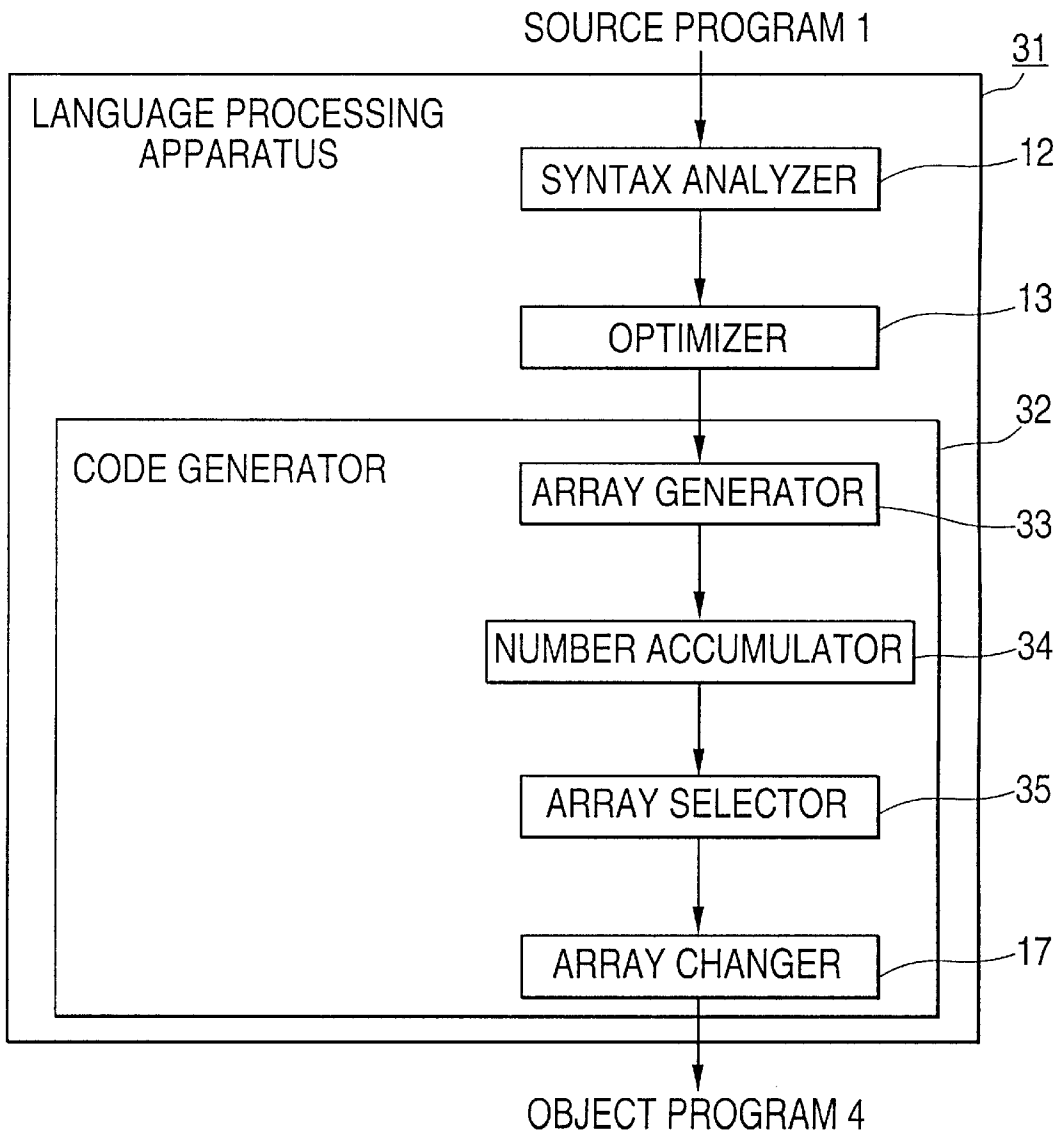 SOURCE PROGRAM 1
31
LANGUAGE PROCESSING
APPARATUS
12
SYNTAX ANALYZER
13
OPTIMIZER
32
CODE GENERATOR
ARRAY GENERATOR
33
NUMBER ACCUMULATOR
34
ARRAY SELECTOR
35
ARRAY CHANGER
17
OBJECT PROGRAM 4